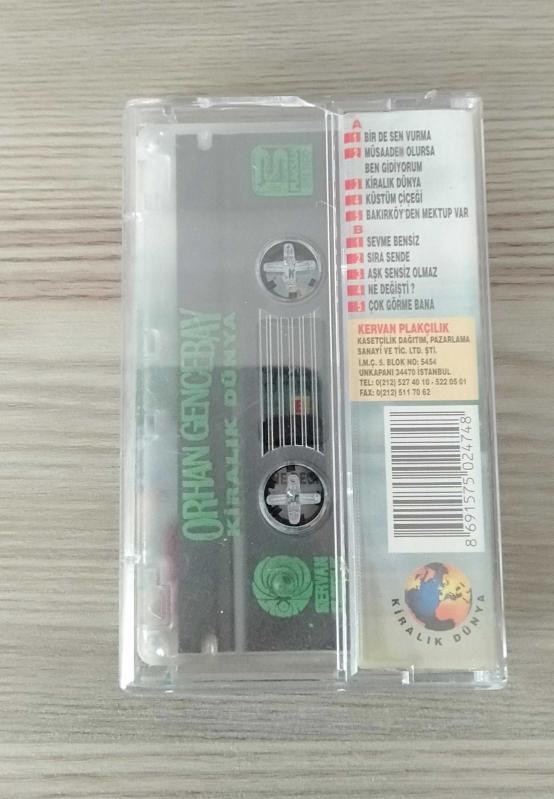 A
1 BİR DE SEN VURMA
2 MÜSAADEN OLURSA
BEN GİDİYORUM
3 KİRALIK DÜNYA
4 KÜSTÜM ÇİÇEĞİ
5 BAKIRKÖY'DEN MEKTUP VAR
B
1 SEVME BENSİZ
2 SIRA SENDE
3 AŞK SENSİZ OLMAZ
4 NE DEĞİŞTİ ?
5 ÇOK GÖRME BANA
KERVAN PLAKÇILIK
KASETÇİLİK DAĞITIM, PAZARLAMA
SANAYİ VE TİC. LTD. ŞTİ.
İ.M.Ç. 5. BLOK NO: 5454
UNKAPANI 34470 İSTANBUL
TEL: 0(212) 527 40 10 - 522 05 01
FAX: 0(212) 511 70 62
8 691575 024748
KİRALIK DÜNYA
ORHAN GENCEBAY
KİRALIK DÜNYA
KERVAN